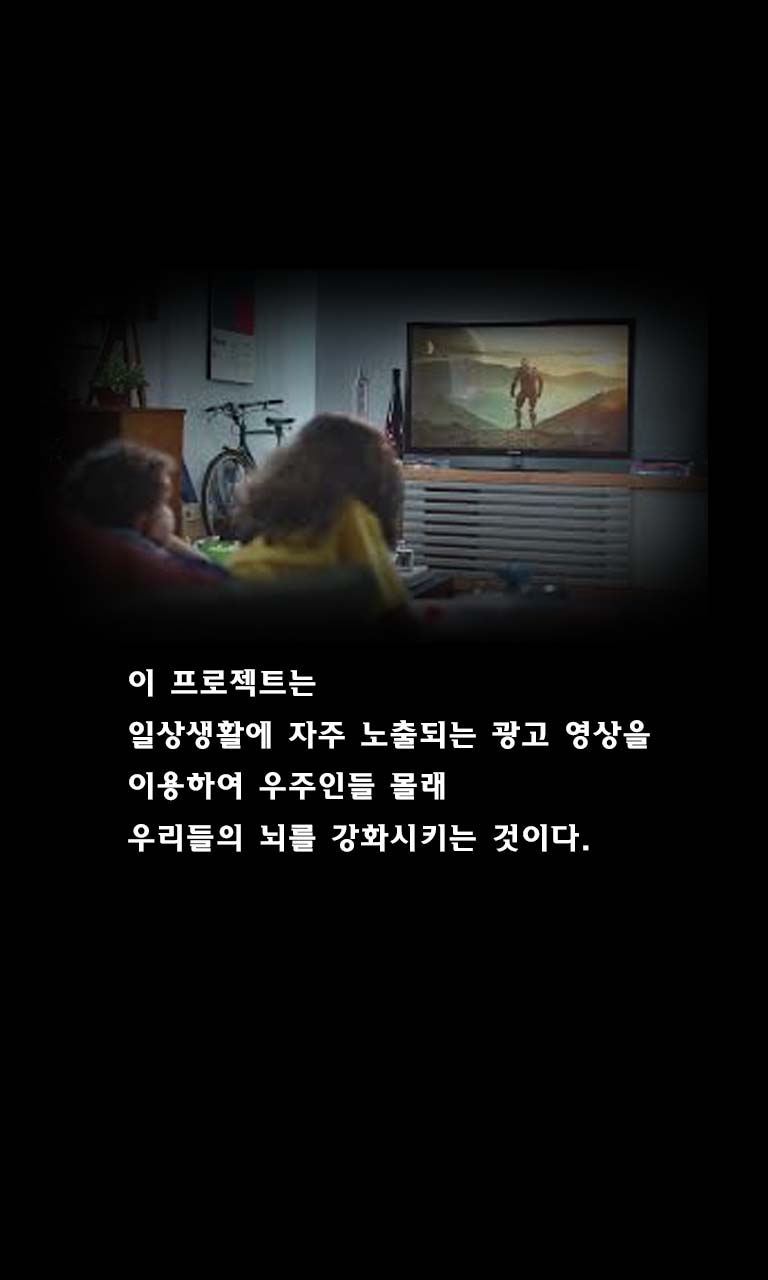 이 프로젝트는
일상생활에 자주 노출되는 광고 영상을
이용하여 우주인들 몰래
우리들의 뇌를 강화시키는 것이다.